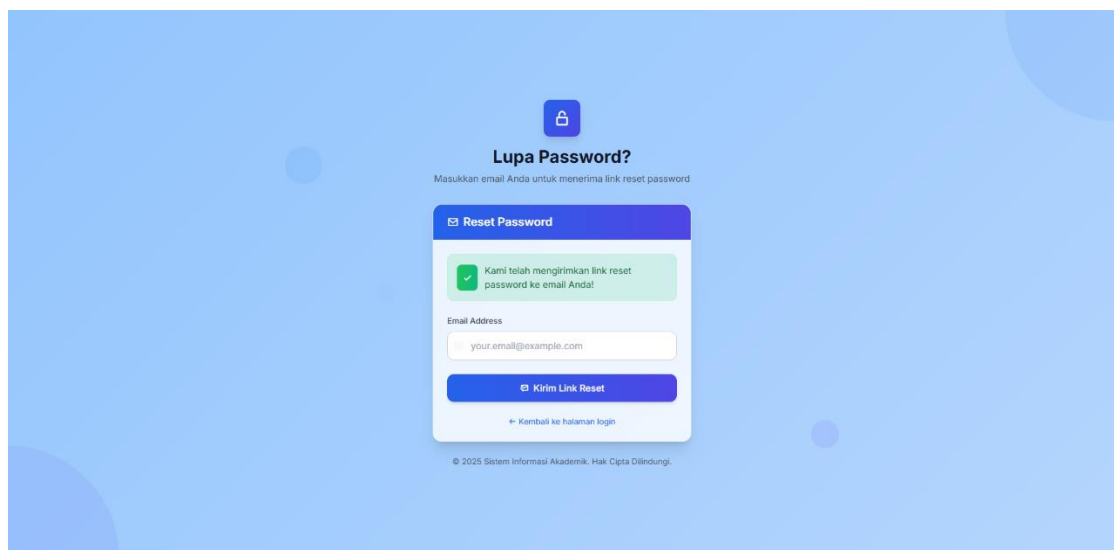 Lupa Password?
Masukkan email Anda untuk menerima link reset password
Reset Password
Kami telah mengirimkan link reset
password ke email Anda!
Email Address
your.email@example.com
Kirim Link Reset
← Kembali ke halaman login
© 2025 Sistem Informasi Akademik. Hak Cipta Dilindungi.